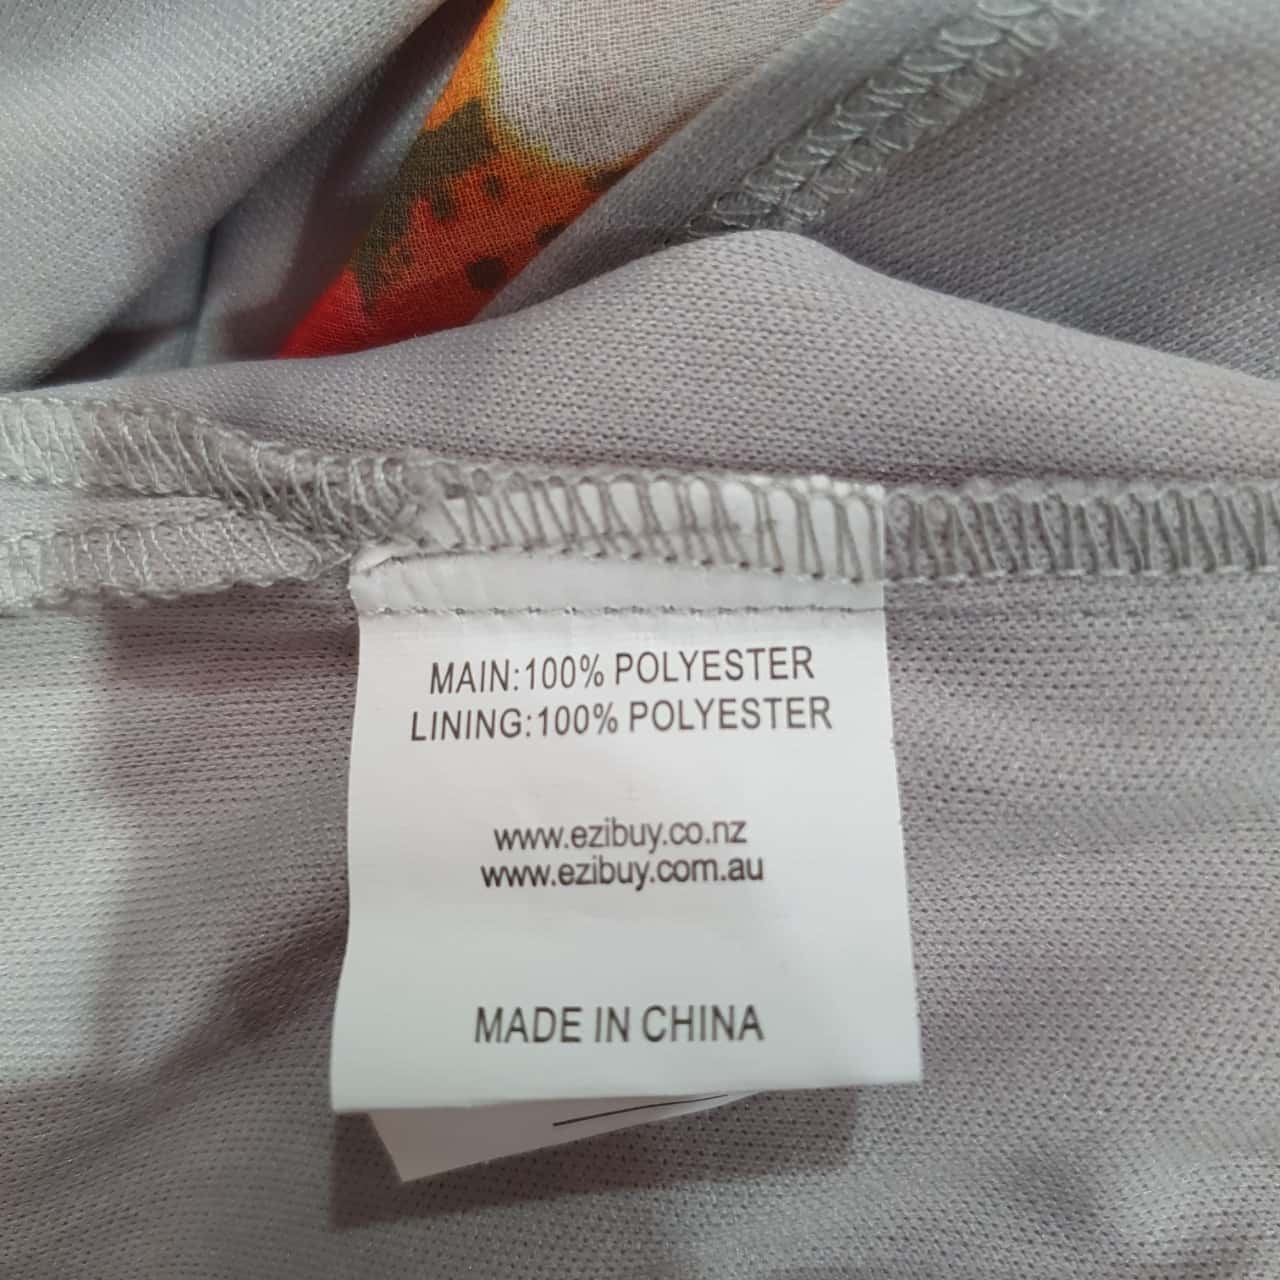 MAIN:100% POLYESTER
LINING:100% POLYESTER
www.ezibuy.co.nz
www.ezibuy.com.au
MADE IN CHINA